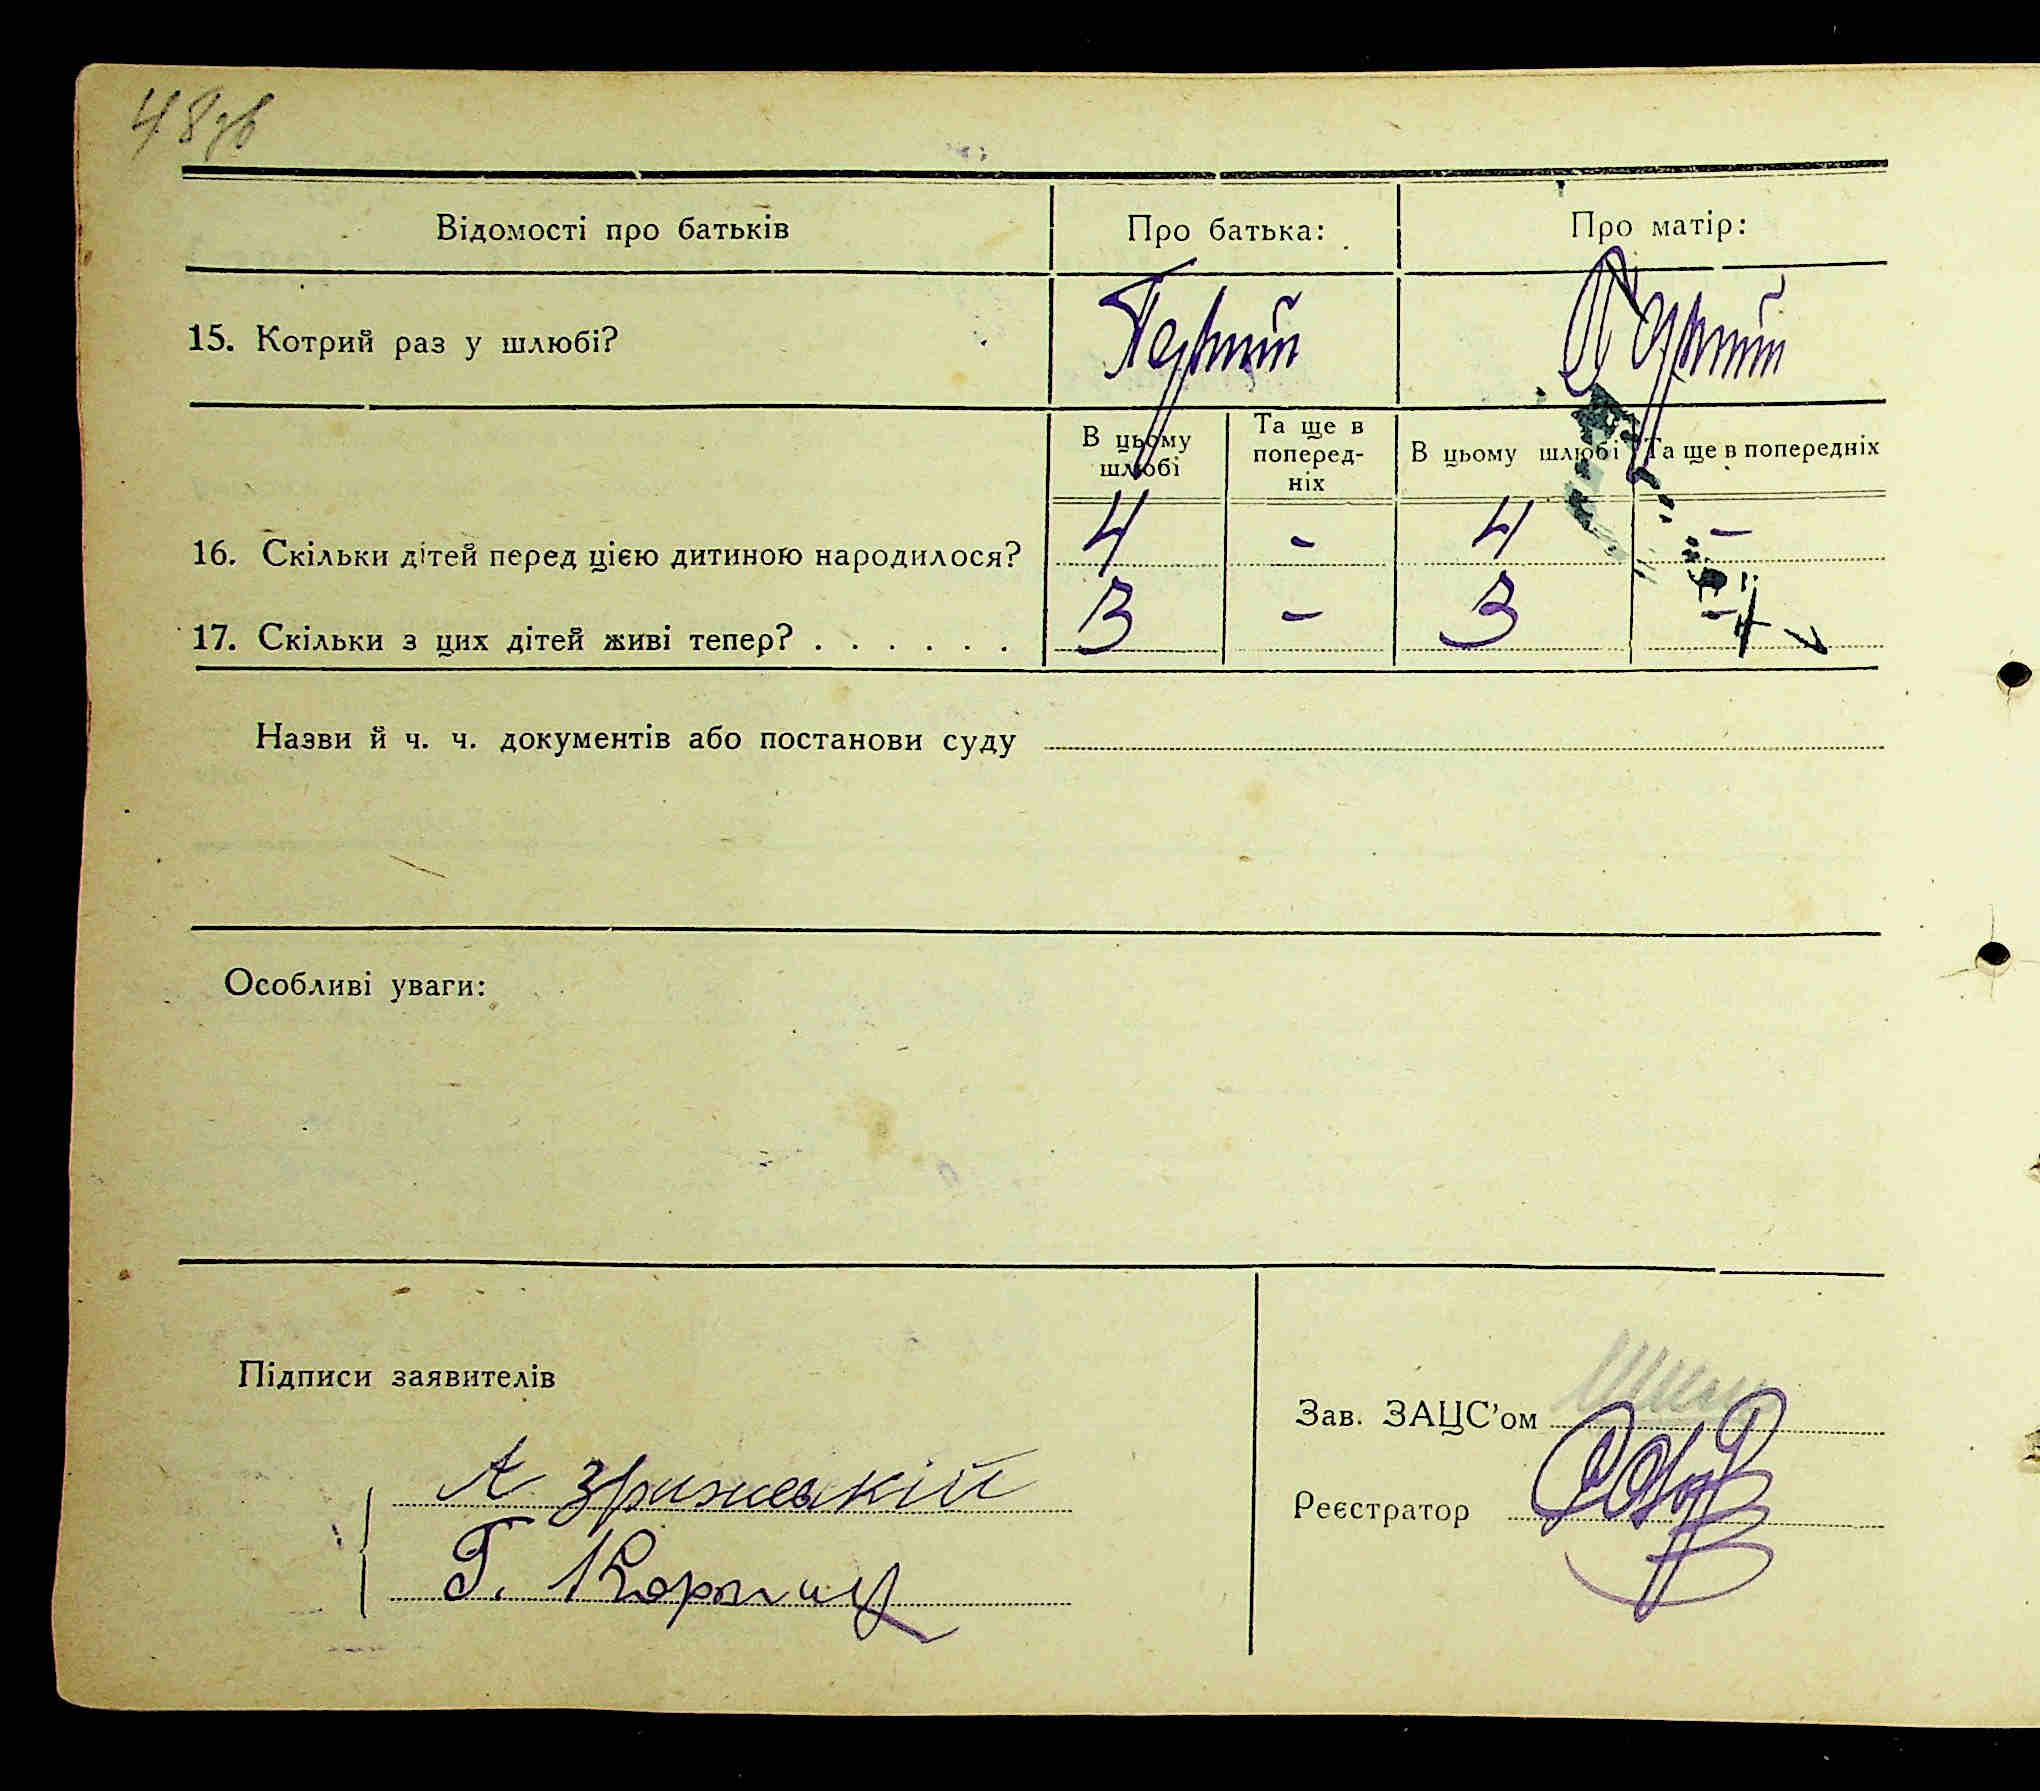 48зв
Відомості про батьків Про батька: Про матір:
15. Котрий раз у шлюбі? Перший Перший
В цьому шлюбі Та ще в поперед-ніх В цьому шлюбі Та ще в попередніх
16. Скільки дітей перед цією дитиною народилося? 4 - 4 -
17. Скільки з цих дітей живі тепер? . . . . . . 3 - 3 -
Назви й ч. ч. документів або постанови суду
Особливі уваги:
Підписи заявителів
Зав. ЗАЦС'ом
А
Реєстратор
Г.